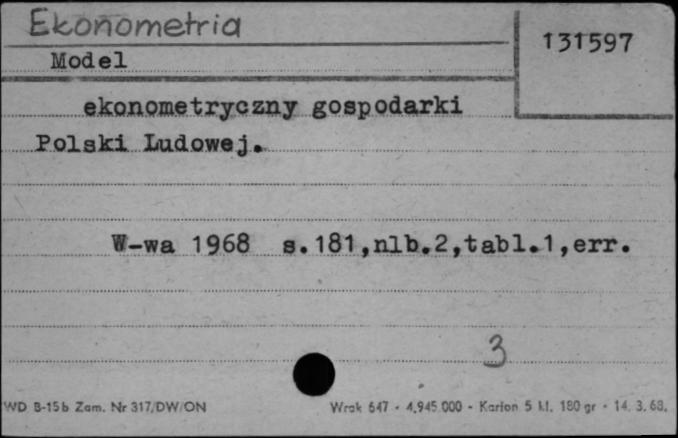 Ekonometria
131597
Model
ekonometryczny gospodarki
Polski Ludowej.
W-wa 1968 s.181,nlb.2,tabl.1,err.
3
WD B-15b Zam. Nr 317/DW/ON Wrak 647 - 4,945.000 - Karton 5 kl. 180 gr - 14. 3. 68.